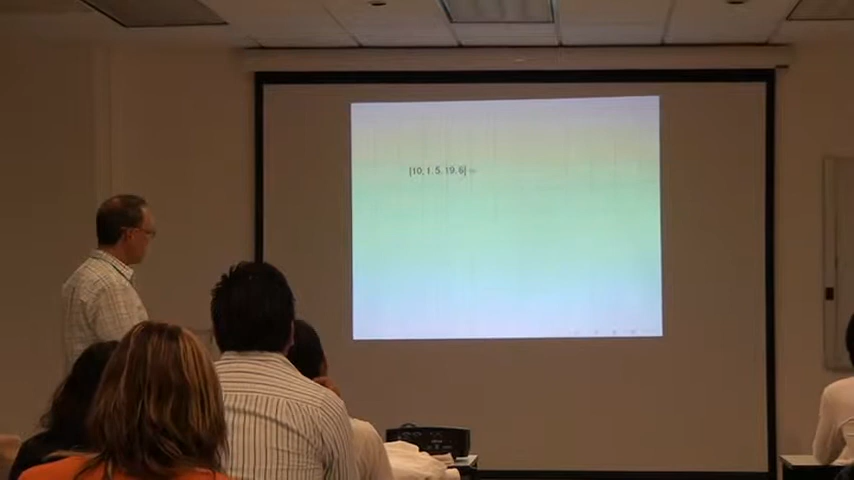 [10; 1, 5, 19, 6] =